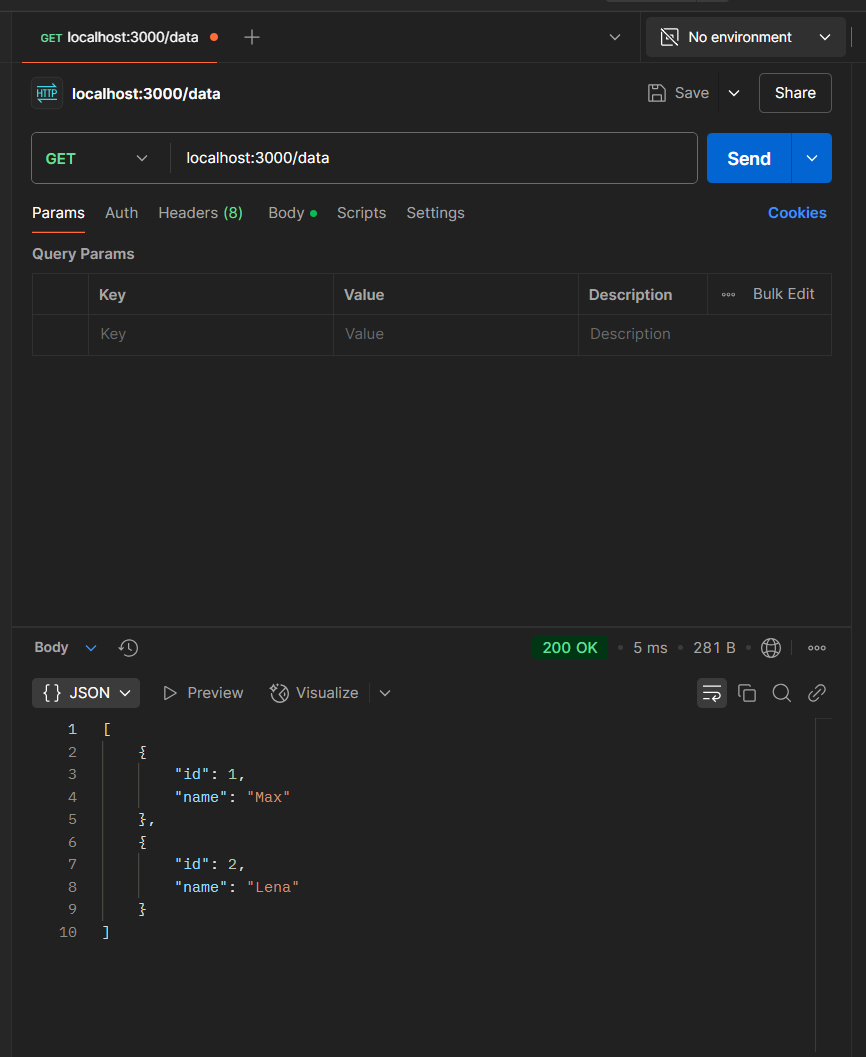 GET localhost:3000/data
No environment
HTTP localhost:3000/data
Save
Share
GET
localhost:3000/data
Send
Params Auth Headers (8) Body Scripts Settings Cookies
Query Params
Key Value Description Bulk Edit
Key Value Description
Body 200 OK 5 ms 281 B
{} JSON Preview Visualize
1 [
2 {
3 "id": 1,
4 "name": "Max"
5 },
6 {
7 "id": 2,
8 "name": "Lena"
9 }
10 ]